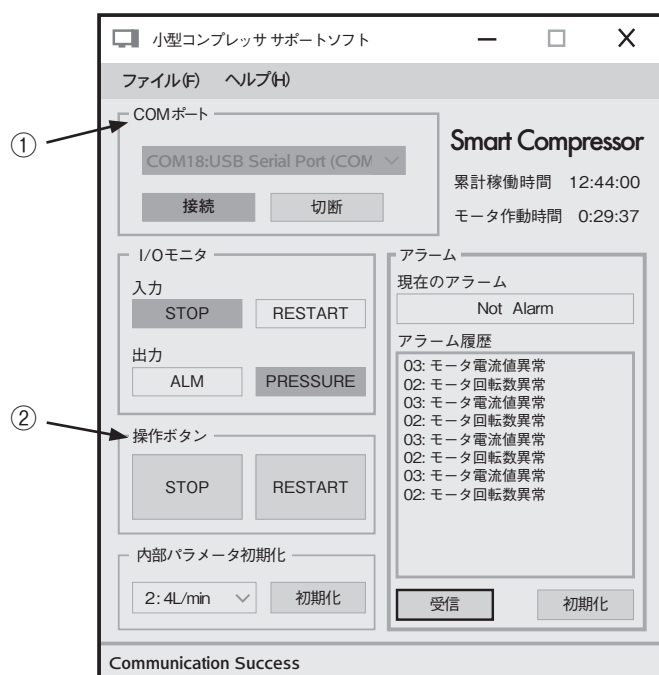 小型コンプレッサ サポートソフト
ファイル(F) ヘルプ(H)
①
COMポート
COM18:USB Serial Port (COM
接続 切断
Smart Compressor
累計稼働時間 12:44:00
モータ作動時間 0:29:37
I/Oモニタ
入力
STOP RESTART
出力
ALM PRESSURE
②
操作ボタン
STOP RESTART
内部パラメータ初期化
2: 4L/min 初期化
アラーム
現在のアラーム
Not Alarm
アラーム履歴
03: モータ電流値異常
02: モータ回転数異常
03: モータ電流値異常
02: モータ回転数異常
03: モータ電流値異常
02: モータ回転数異常
03: モータ電流値異常
02: モータ回転数異常
受信 初期化
Communication Success